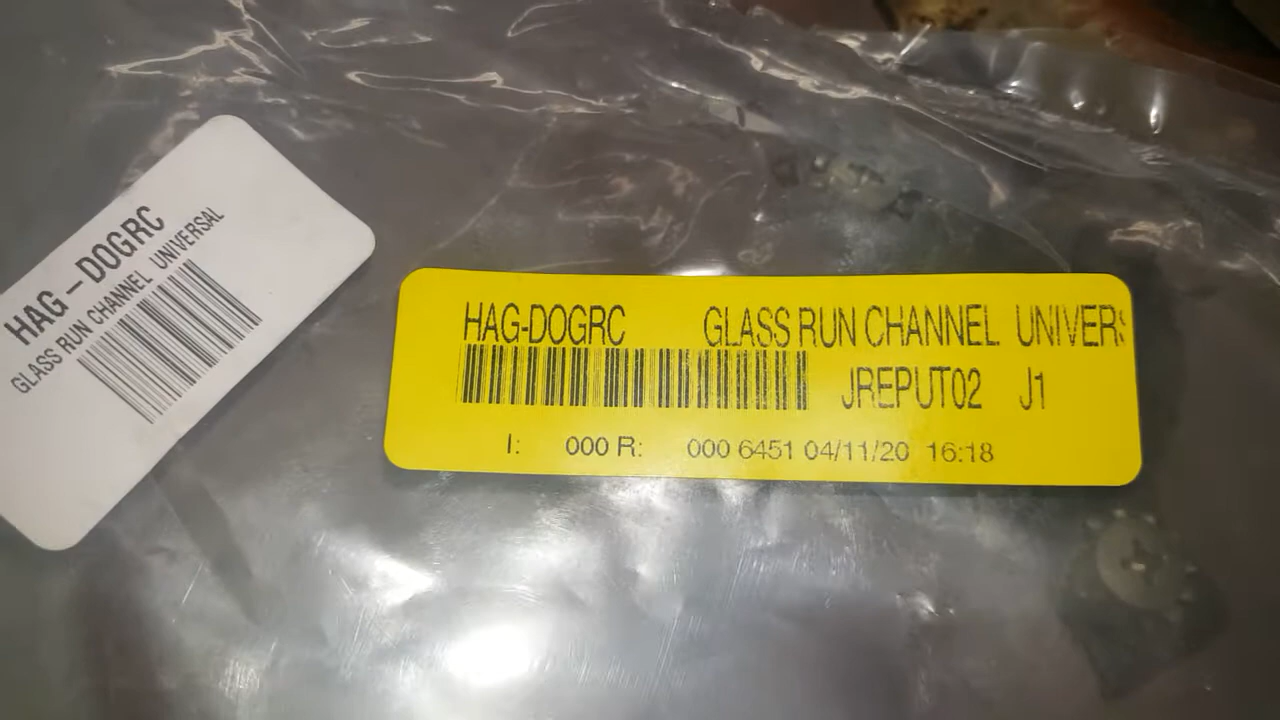 HAG - DOGRC
GLASS RUN CHANNEL UNIVERSAL
HAG-DOGRC GLASS RUN CHANNEL UNIVERS
JREPUT02 J1
I: 000 R: 000 6451 04/11/20 16:18